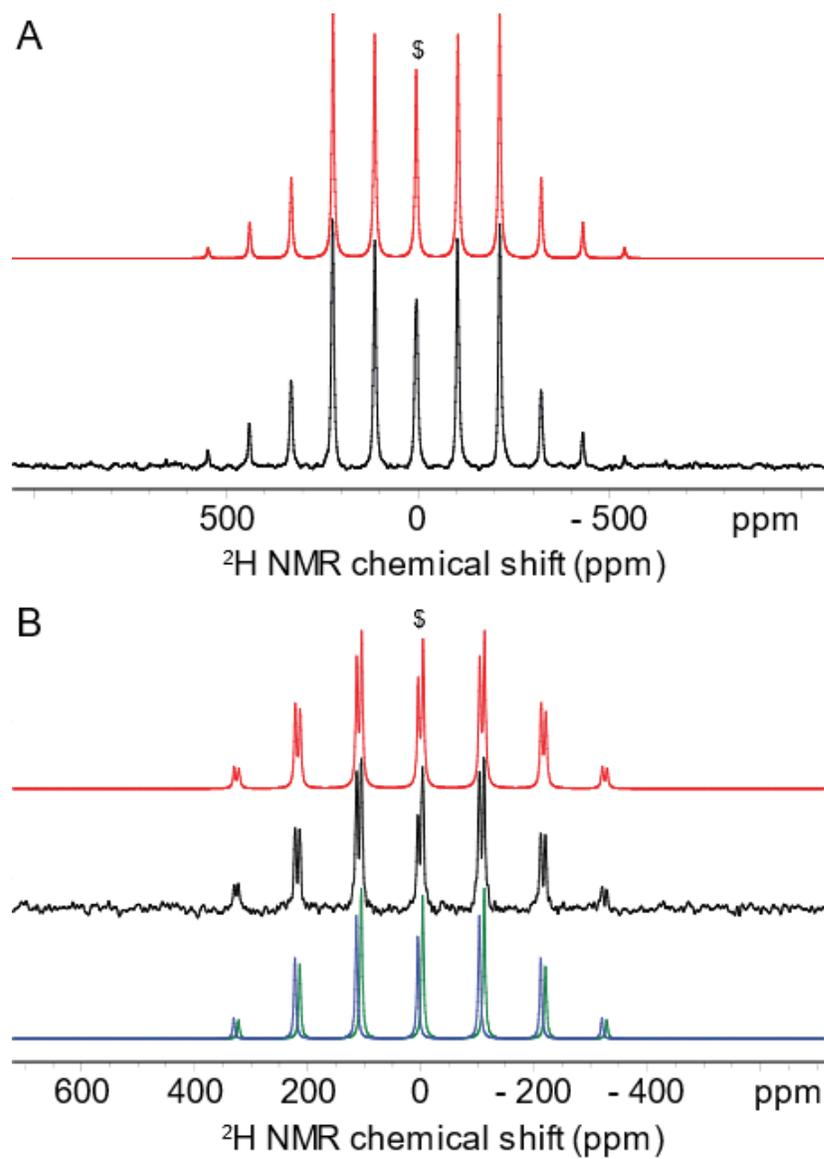 A
$
500 0 - 500 ppm
²H NMR chemical shift (ppm)
B
$
600 400 200 0 - 200 - 400 ppm
²H NMR chemical shift (ppm)